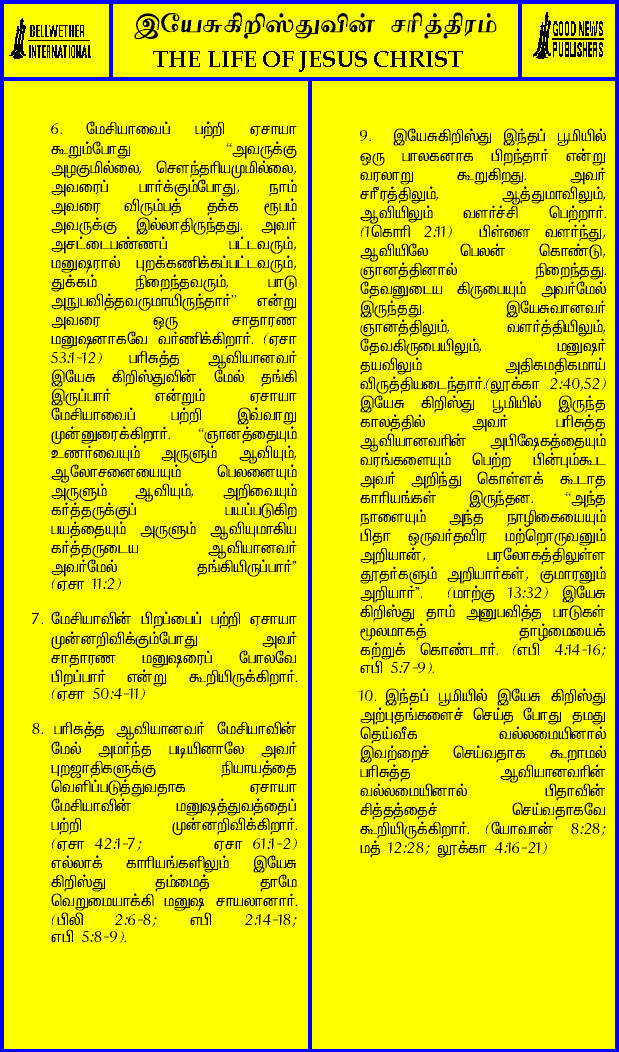 BELLWETHER
INTERNATIONAL
இயேசுகிறிஸ்துவின் சரித்திரம்
THE LIFE OF JESUS CHRIST
GOOD NEWS
PUBLISHERS
6. மேசியாவைப் பற்றி ஏசாயா
கூறும்போது “அவருக்கு
அழகுமில்லை, சௌந்தரியமுமில்லை,
அவரைப் பார்க்கும்போது, நாம்
அவரை விரும்பத் தக்க ரூபம்
அவருக்கு இல்லாதிருந்தது. அவர்
அசட்டைபண்ணப் பட்டவரும்,
மனுஷரால் புறக்கணிக்கப்பட்டவரும்,
துக்கம் நிறைந்தவரும், பாடு
அநுபவித்தவருமாயிருந்தார்” என்று
அவரை ஒரு சாதாரண
மனுஷனாகவே வர்ணிக்கிறார். (ஏசா
53:1-12) பரிசுத்த ஆவியானவர்
இயேசு கிறிஸ்துவின் மேல் தங்கி
இருப்பார் என்றும் ஏசாயா
மேசியாவைப் பற்றி இவ்வாறு
முன்னுரைக்கிறார். “ஞானத்தையும்
உணர்வையும் அருளும் ஆவியும்,
ஆலோசனையையும் பெலனையும்
அருளும் ஆவியும், அறிவையும்
கர்த்தருக்குப் பயப்படுகிற
பயத்தையும் அருளும் ஆவியுமாகிய
கர்த்தருடைய ஆவியானவர்
அவர்மேல் தங்கியிருப்பார்”
(ஏசா 11:2)
7. மேசியாவின் பிறப்பைப் பற்றி ஏசாயா
முன்னறிவிக்கும்போது அவர்
சாதாரண மனுஷரைப் போலவே
பிறப்பார் என்று கூறியிருக்கிறார்.
(ஏசா 50:4-11)
8. பரிசுத்த ஆவியானவர் மேசியாவின்
மேல் அமர்ந்த படியினாலே அவர்
புறஜாதிகளுக்கு நியாயத்தை
வெளிப்படுத்துவதாக ஏசாயா
மேசியாவின் மனுஷத்துவத்தைப்
பற்றி முன்னறிவிக்கிறார்.
(ஏசா 42:1-7; ஏசா 61:1-2)
எல்லாக் காரியங்களிலும் இயேசு
கிறிஸ்து தம்மைத் தாமே
வெறுமையாக்கி மனுஷ சாயலானார்.
(பிலி 2:6-8; எபி 2:14-18;
எபி 5:8-9).
9. இயேசுகிறிஸ்து இந்தப் பூமியில்
ஒரு பாலகனாக பிறந்தார் என்று
வரலாறு கூறுகிறது. அவர்
சரீரத்திலும், ஆத்துமாவிலும்,
ஆவியிலும் வளர்ச்சி பெற்றார்.
(1கொரி 2:11) பிள்ளை வளர்ந்து,
ஆவியிலே பெலன் கொண்டு,
ஞானத்தினால் நிறைந்தது.
தேவனுடைய கிருபையும் அவர்மேல்
இருந்தது. இயேசுவானவர்
ஞானத்திலும், வளர்த்தியிலும்,
தேவகிருபையிலும், மனுஷர்
தயவிலும் அதிகமதிகமாய்
விருத்தியடைந்தார்.(லூக்கா 2:40,52)
இயேசு கிறிஸ்து பூமியில் இருந்த
காலத்தில் அவர் பரிசுத்த
ஆவியானவரின் அபிஷேகத்தையும்
வரங்களையும் பெற்ற பின்பும்கூட
அவர் அறிந்து கொள்ளக் கூடாத
காரியங்கள் இருந்தன. “அந்த
நாளையும் அந்த நாழிகையையும்
பிதா ஒருவர்தவிர மற்றொருவனும்
அறியான், பரலோகத்திலுள்ள
தூதர்களும் அறியார்கள், குமாரனும்
அறியார்”. (மாற்கு 13:32) இயேசு
கிறிஸ்து தாம் அனுபவித்த பாடுகள்
மூலமாகத் தாழ்மையைக்
கற்றுக் கொண்டார். (எபி 4:14-16;
எபி 5:7-9).
10. இந்தப் பூமியில் இயேசு கிறிஸ்து
அற்புதங்களைச் செய்த போது தமது
தெய்வீக வல்லமையினால்
இவற்றைச் செய்வதாக கூறாமல்
பரிசுத்த ஆவியானவரின்
வல்லமையினால் பிதாவின்
சித்தத்தைச் செய்வதாகவே
கூறியிருக்கிறார். (யோவான் 8:28;
மத் 12:28; லூக்கா 4:16-21)